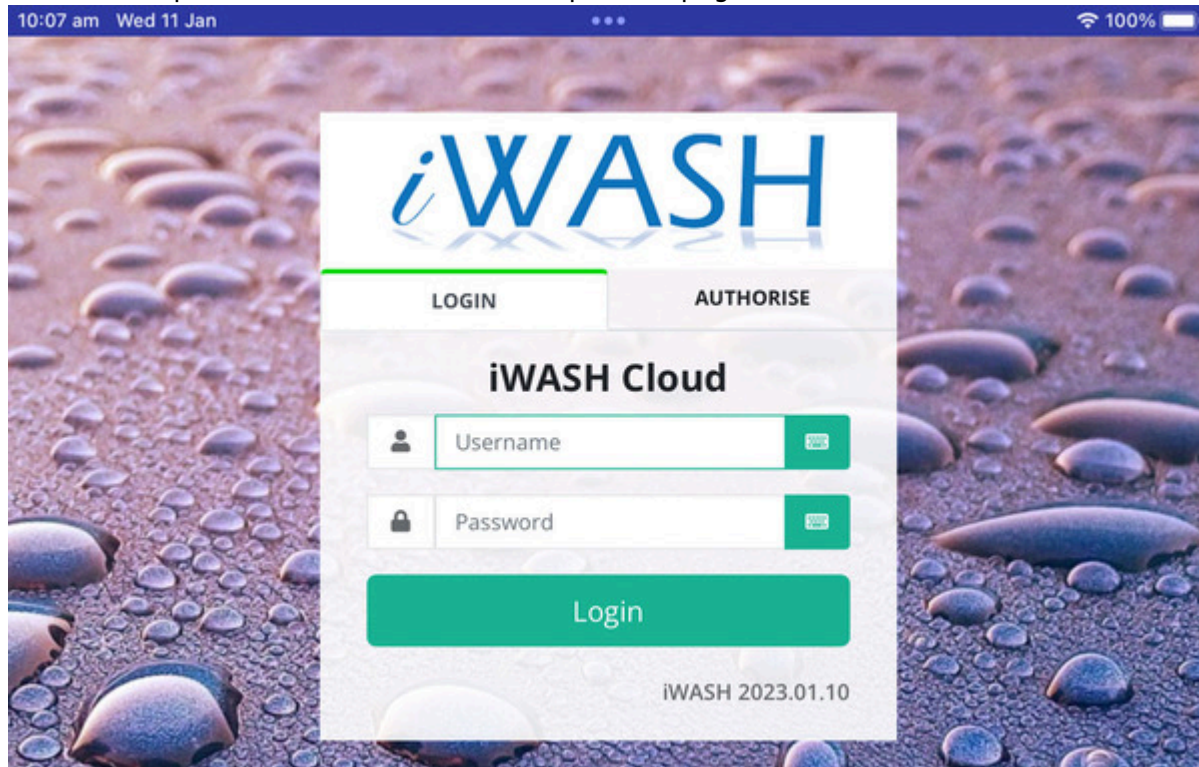 10:07 am Wed 11 Jan
100%
iWASH
LOGIN
AUTHORISE
iWASH Cloud
Username
Password
Login
iWASH 2023.01.10